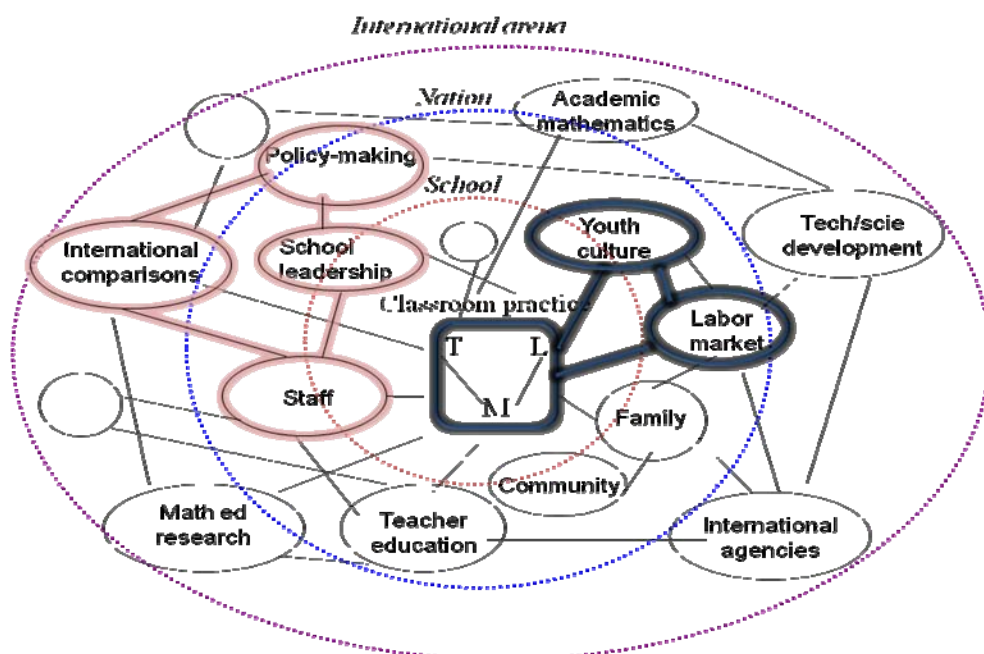 International arena
Nation
Academic
mathematics
Policy-making
School
Youth
culture
Tech/scie
development
International
comparisons
School
leadership
Classroom practice
Labor
market
T
L
M
Staff
Family
Community
Math ed
research
Teacher
education
International
agencies